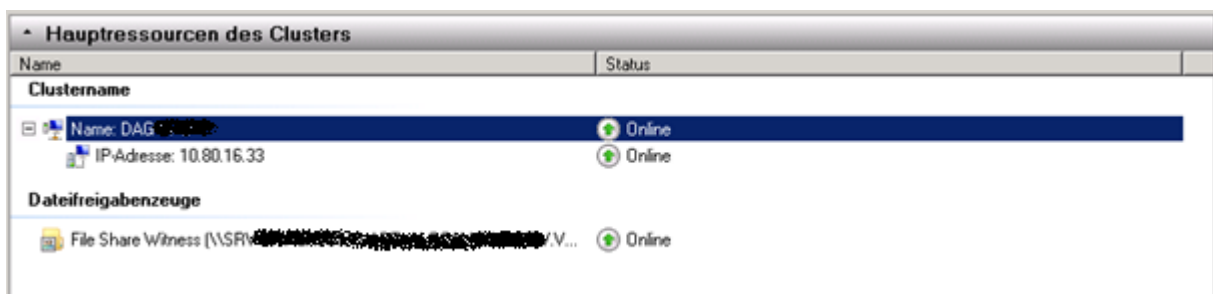 Hauptressourcen des Clusters
Name Status
Clustername
Name: DAG Online
IP-Adresse: 10.80.16.33 Online
Dateifreigabenzeuge
File Share Witness (\\SRV .V... Online